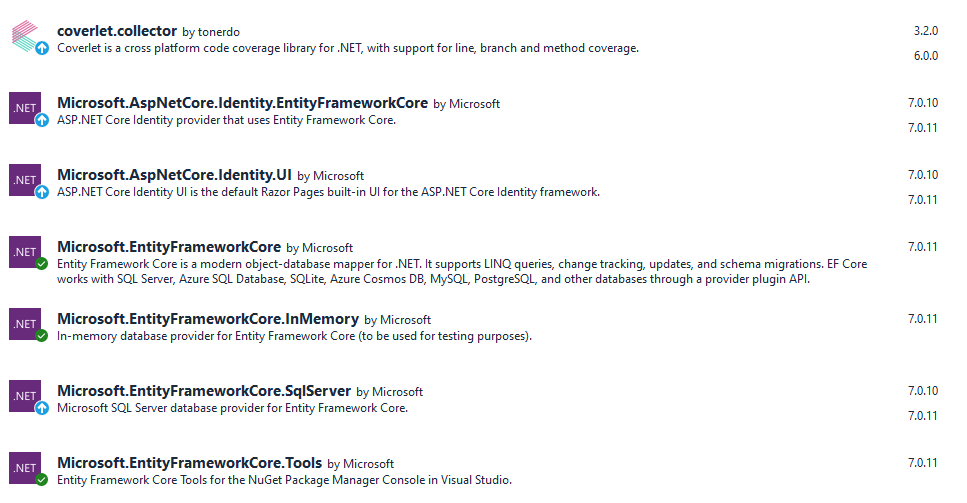 coverlet.collector by tonerdo 3.2.0
Coverlet is a cross platform code coverage library for .NET, with support for line, branch and method coverage.
6.0.0
.NET Microsoft.AspNetCore.Identity.EntityFrameworkCore by Microsoft 7.0.10
ASP.NET Core Identity provider that uses Entity Framework Core.
7.0.11
.NET Microsoft.AspNetCore.Identity.UI by Microsoft 7.0.10
ASP.NET Core Identity UI is the default Razor Pages built-in UI for the ASP.NET Core Identity framework.
7.0.11
.NET Microsoft.EntityFrameworkCore by Microsoft 7.0.11
Entity Framework Core is a modern object-database mapper for .NET. It supports LINQ queries, change tracking, updates, and schema migrations. EF Core
works with SQL Server, Azure SQL Database, SQLite, Azure Cosmos DB, MySQL, PostgreSQL, and other databases through a provider plugin API.
.NET Microsoft.EntityFrameworkCore.InMemory by Microsoft 7.0.11
In-memory database provider for Entity Framework Core (to be used for testing purposes).
.NET Microsoft.EntityFrameworkCore.SqlServer by Microsoft 7.0.10
Microsoft SQL Server database provider for Entity Framework Core.
7.0.11
.NET Microsoft.EntityFrameworkCore.Tools by Microsoft 7.0.11
Entity Framework Core Tools for the NuGet Package Manager Console in Visual Studio.